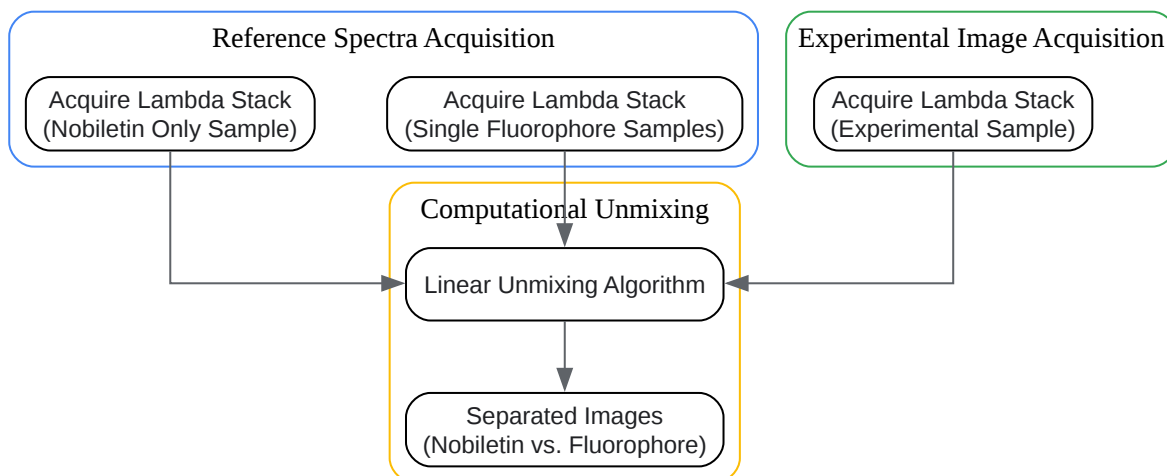 Reference Spectra Acquisition
Experimental Image Acquisition
Acquire Lambda Stack
(Nobiletin Only Sample)
Acquire Lambda Stack
(Single Fluorophore Samples)
Acquire Lambda Stack
(Experimental Sample)
Computational Unmixing
Linear Unmixing Algorithm
Separated Images
(Nobiletin vs. Fluorophore)